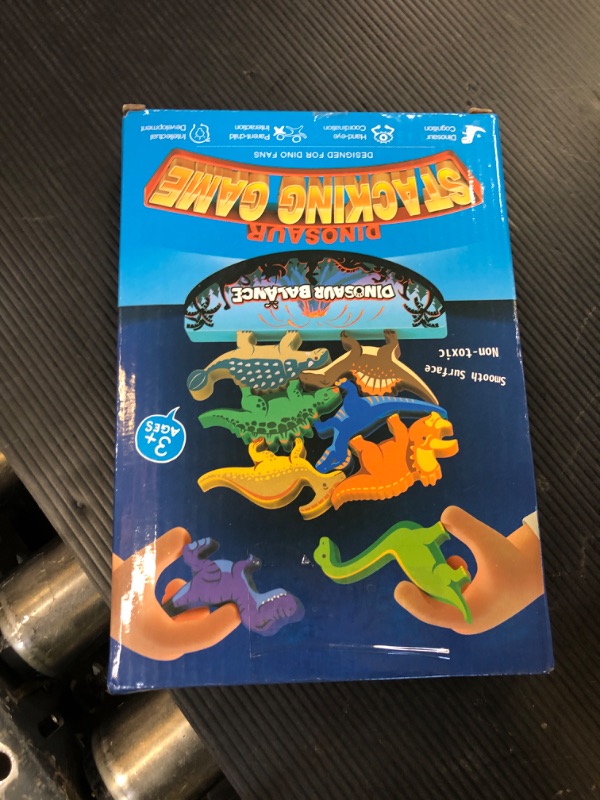 Smooth Surface
Non-toxic
3+
AGES
DINOSAUR BALANCE
DINOSAUR
STACKING GAME
DESIGNED FOR DINO FANS
Dinosaur
Cognition
Hand-eye
Coordination
Parent-child
Interaction
Intellectual
Development